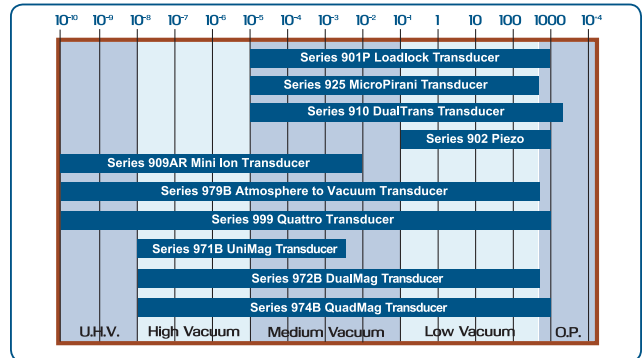 10⁻¹⁰ 10⁻⁹ 10⁻⁸ 10⁻⁷ 10⁻⁶ 10⁻⁵ 10⁻⁴ 10⁻³ 10⁻² 10⁻¹ 1 10 100 1000 10⁻⁴
Series 901P Loadlock Transducer
Series 925 MicroPirani Transducer
Series 910 DualTrans Transducer
Series 902 Piezo
Series 909AR Mini Ion Transducer
Series 979B Atmosphere to Vacuum Transducer
Series 999 Quattro Transducer
Series 971B UniMag Transducer
Series 972B DualMag Transducer
Series 974B QuadMag Transducer
U.H.V. High Vacuum Medium Vacuum Low Vacuum O.P.